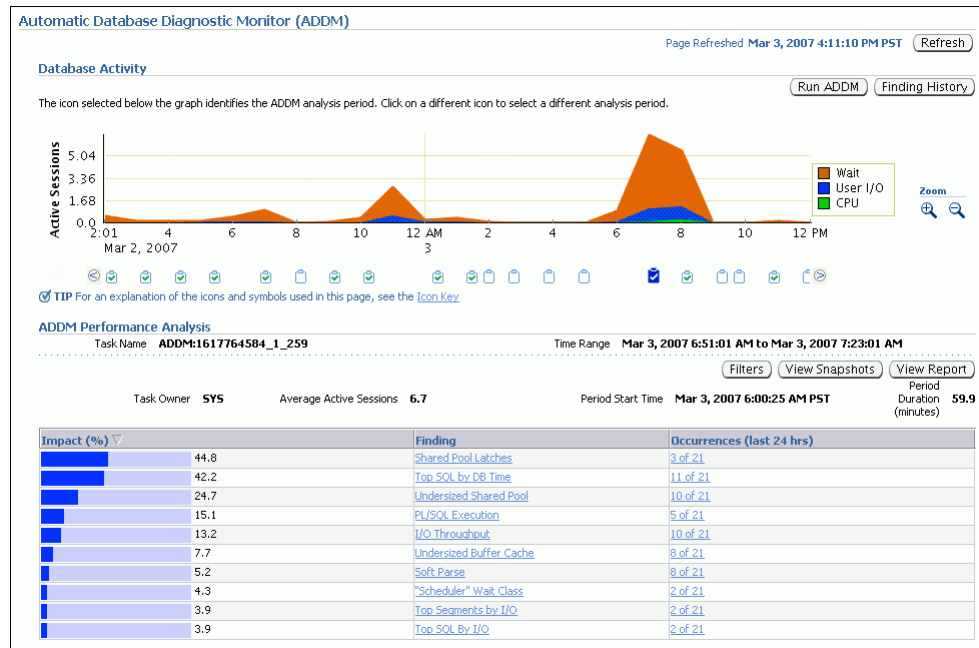 Automatic Database Diagnostic Monitor (ADDM)
Page Refreshed Mar 3, 2007 4:11:10 PM PST Refresh
Database Activity
Run ADDM Finding History
The icon selected below the graph identifies the ADDM analysis period. Click on a different icon to select a different analysis period.
Active Sessions
5.04
3.36
1.68
0.0
Wait
User I/O
CPU
Zoom
2:01 4 6 8 10 12 AM 2 4 6 8 10 12 PM
Mar 2, 2007 3
TIP For an explanation of the icons and symbols used in this page, see the Icon Key
ADDM Performance Analysis
Task Name ADDM:1617764584_1_259 Time Range Mar 3, 2007 6:51:01 AM to Mar 3, 2007 7:23:01 AM
Filters View Snapshots View Report
Task Owner SYS Average Active Sessions 6.7 Period Start Time Mar 3, 2007 6:00:25 AM PST Period Duration (minutes) 59.9
Impact (%) Finding Occurrences (last 24 hrs)
44.8 Shared Pool Latches 3 of 21
42.2 Top SQL by DB Time 11 of 21
24.7 Undersized Shared Pool 10 of 21
15.1 PL/SQL Execution 5 of 21
13.2 I/O Throughput 10 of 21
7.7 Undersized Buffer Cache 8 of 21
5.2 Soft Parse 8 of 21
4.3 "Scheduler" Wait Class 2 of 21
3.9 Top Segments by I/O 2 of 21
3.9 Top SQL By I/O 2 of 21